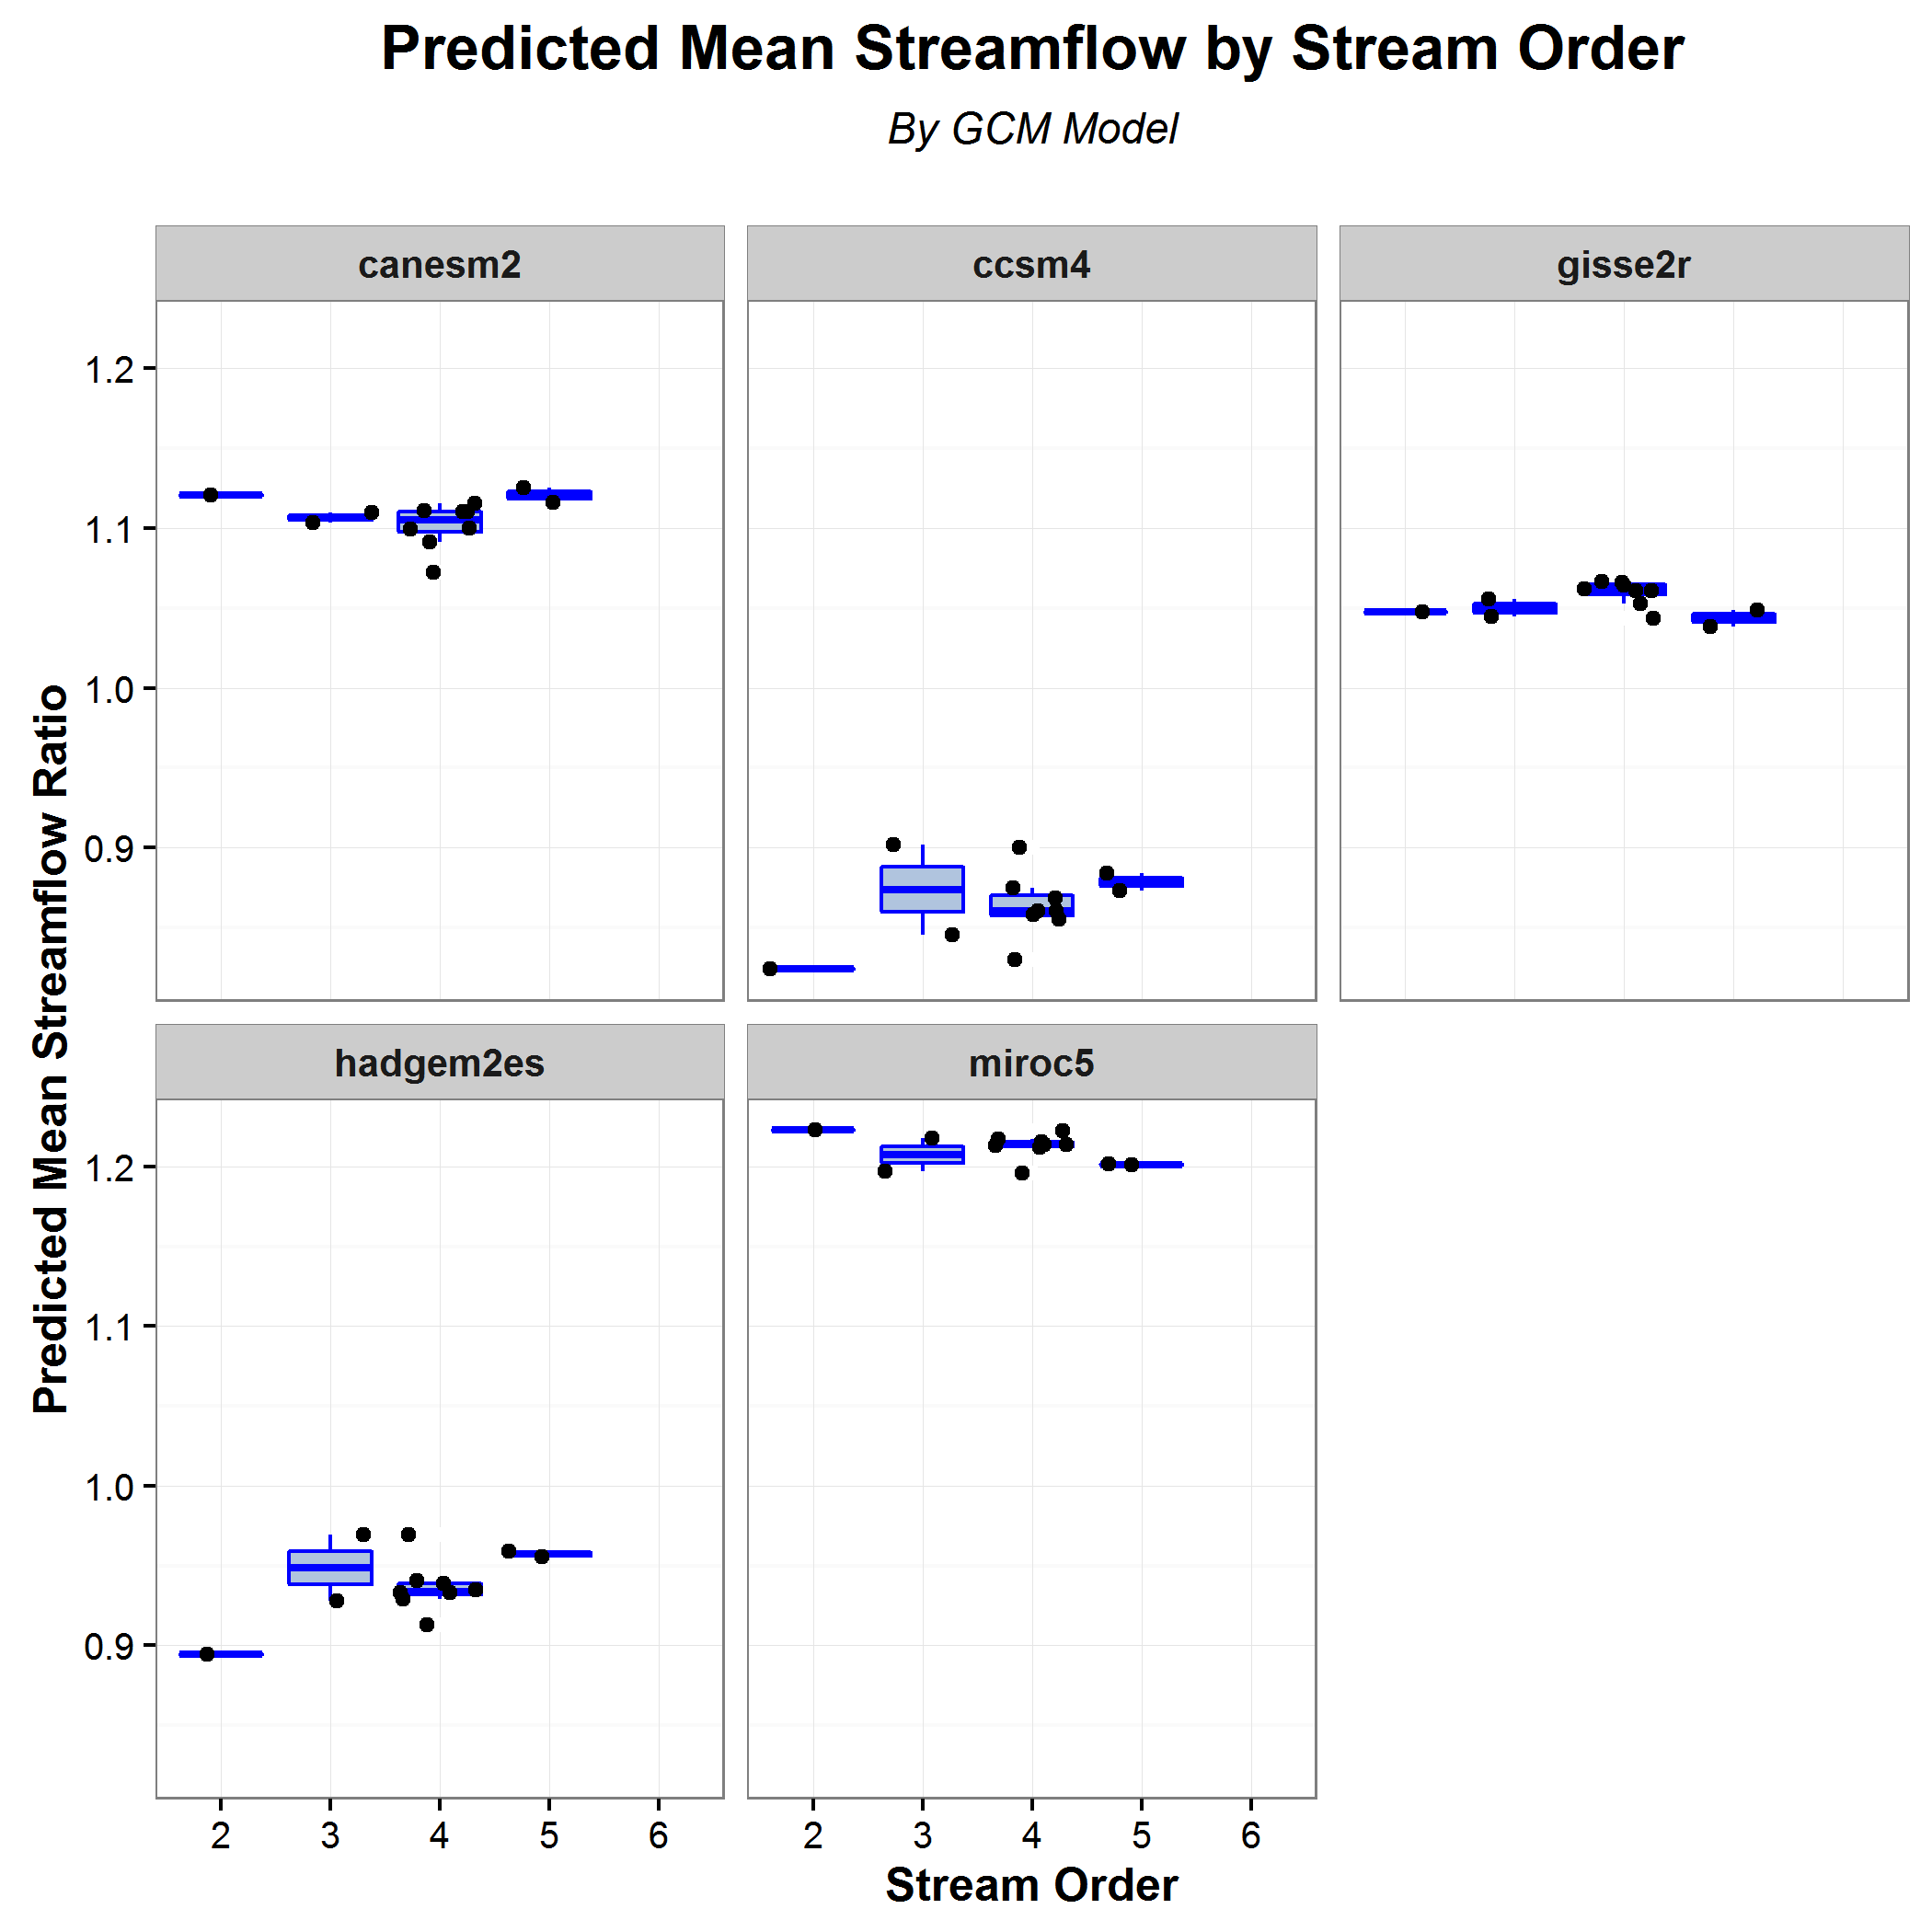 Predicted Mean Streamflow by Stream Order
By GCM Model
canesm2
ccsm4
gisse2r
1.2
1.1
1.0
0.9
Predicted Mean Streamflow Ratio
hadgem2es
miroc5
1.2
1.1
1.0
0.9
2 3 4 5 6
2 3 4 5 6
Stream Order